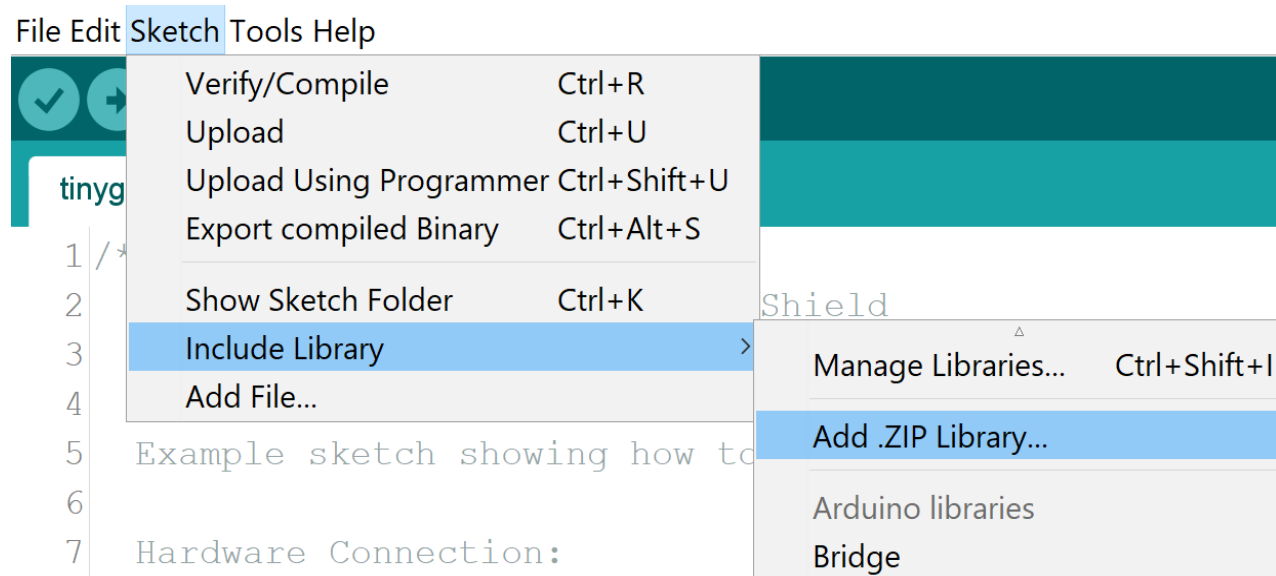 File Edit Sketch Tools Help
Verify/Compile Ctrl+R
Upload Ctrl+U
Upload Using Programmer Ctrl+Shift+U
Export compiled Binary Ctrl+Alt+S
Show Sketch Folder Ctrl+K
Include Library
Add File...
Manage Libraries... Ctrl+Shift+I
Add .ZIP Library...
Arduino libraries
Bridge
tinyg
1 /*
2 Shield
3
4
5 Example sketch showing how to
6
7 Hardware Connection: